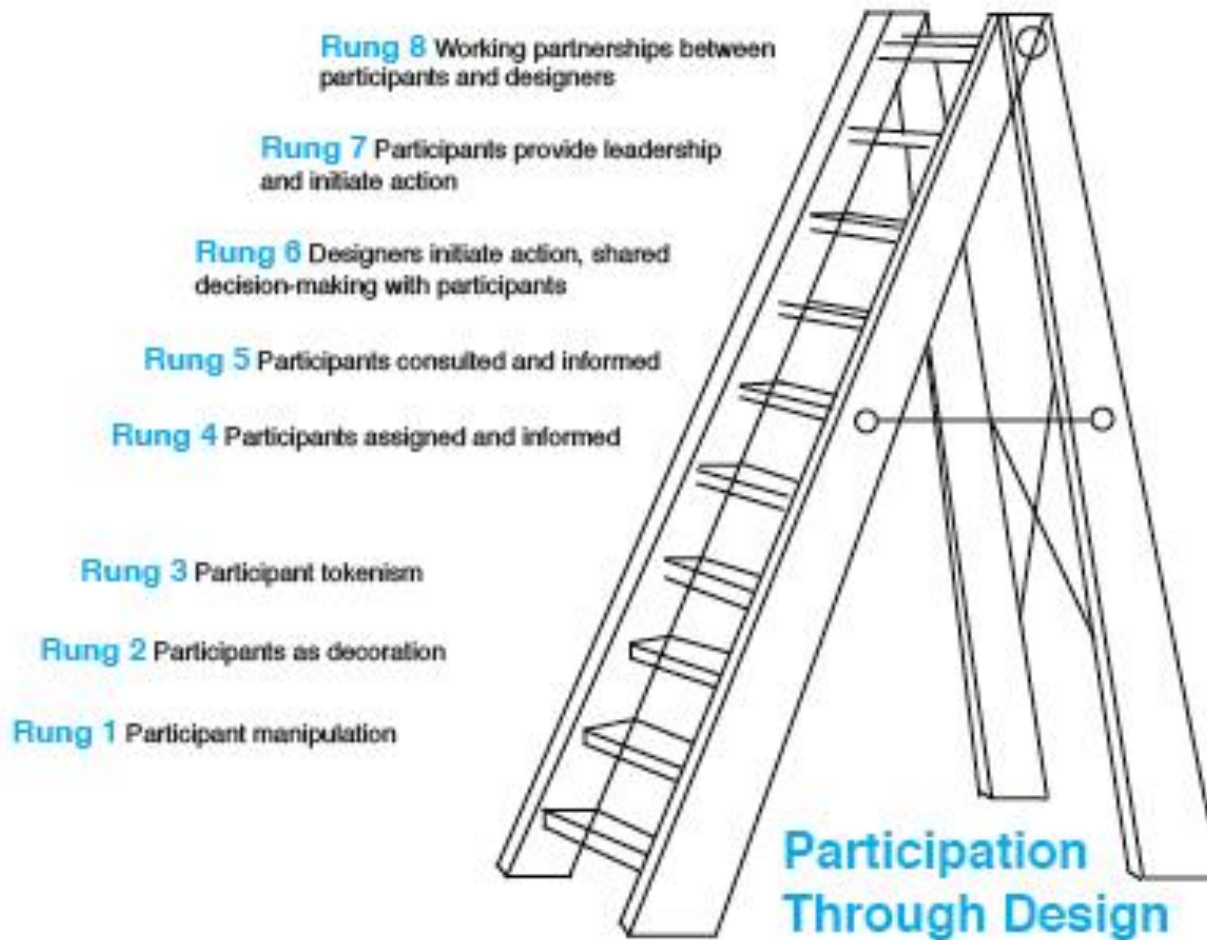 Rung 8 Working partnerships between
participants and designers
Rung 7 Participants provide leadership
and initiate action
Rung 6 Designers initiate action, shared
decision-making with participants
Rung 5 Participants consulted and informed
Rung 4 Participants assigned and informed
Rung 3 Participant tokenism
Rung 2 Participants as decoration
Rung 1 Participant manipulation
Participation
Through Design